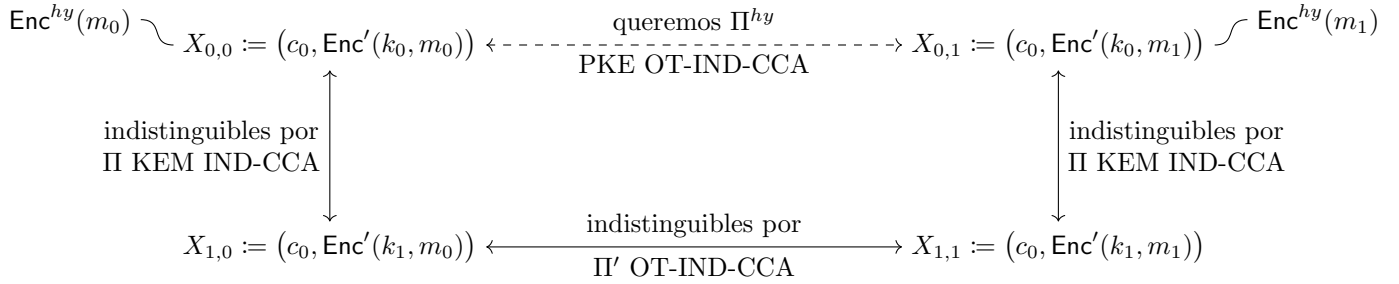 Enc^{hy}(m_0)
X_{0,0} := (c_0, Enc′(k_0, m_0))
queremos Π^{hy}
PKE OT-IND-CCA
X_{0,1} := (c_0, Enc′(k_0, m_1))
Enc^{hy}(m_1)
indistinguibles por
Π KEM IND-CCA
indistinguibles por
Π KEM IND-CCA
X_{1,0} := (c_0, Enc′(k_1, m_0))
indistinguibles por
Π′ OT-IND-CCA
X_{1,1} := (c_0, Enc′(k_1, m_1))